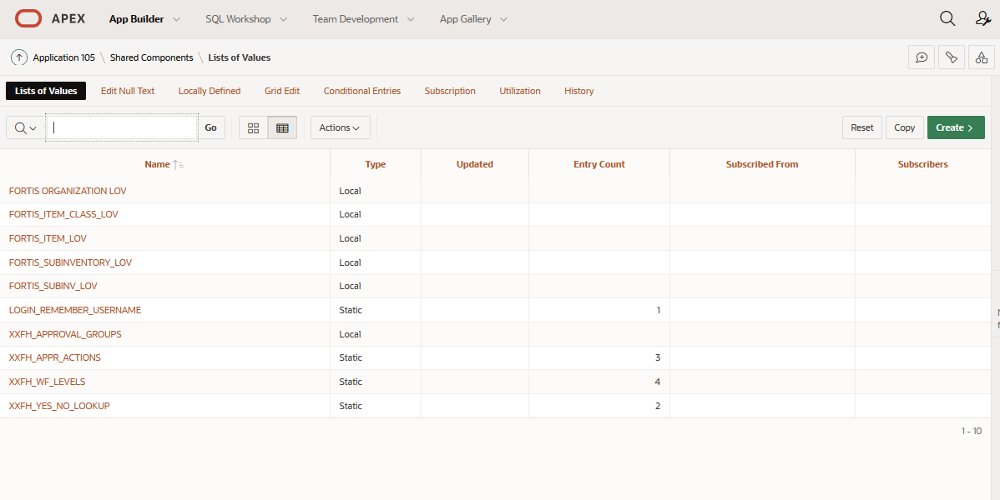 APEX App Builder SQL Workshop Team Development App Gallery
Application 105 \ Shared Components \ Lists of Values
Lists of Values Edit Null Text Locally Defined Grid Edit Conditional Entries Subscription Utilization History
Go Actions Reset Copy Create
Name Type Updated Entry Count Subscribed From Subscribers
FORTIS ORGANIZATION LOV Local
FORTIS_ITEM_CLASS_LOV Local
FORTIS_ITEM_LOV Local
FORTIS_SUBINVENTORY_LOV Local
FORTIS_SUBINV_LOV Local
LOGIN_REMEMBER_USERNAME Static 1
XXFH_APPROVAL_GROUPS Local
XXFH_APPR_ACTIONS Static 3
XXFH_WF_LEVELS Static 4
XXFH_YES_NO_LOOKUP Static 2
1 - 10